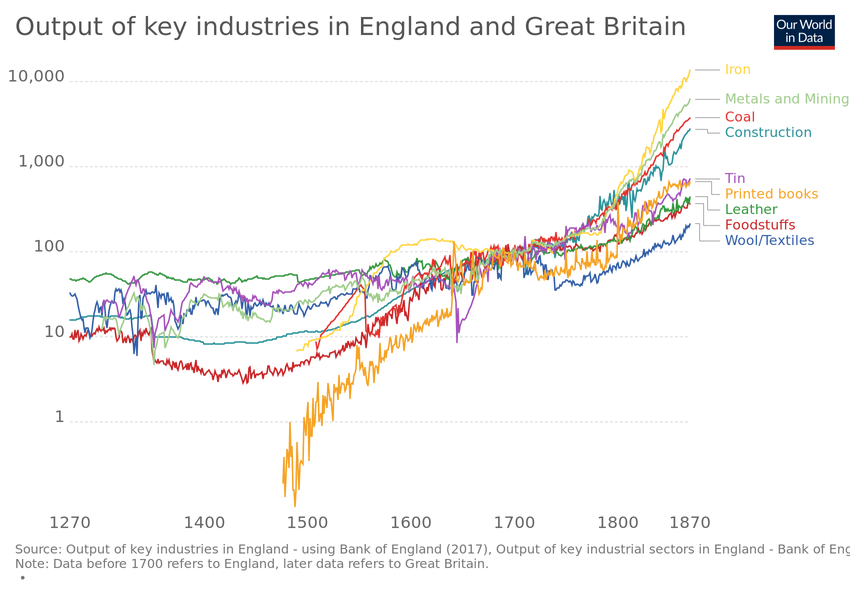 Output of key industries in England and Great Britain
Our World
in Data
10,000
1,000
100
10
1
Iron
Metals and Mining
Coal
Construction
Tin
Printed books
Leather
Foodstuffs
Wool/Textiles
1270 1400 1500 1600 1700 1800 1870
Source: Output of key industries in England - using Bank of England (2017), Output of key industrial sectors in England - Bank of Eng
Note: Data before 1700 refers to England, later data refers to Great Britain.
•